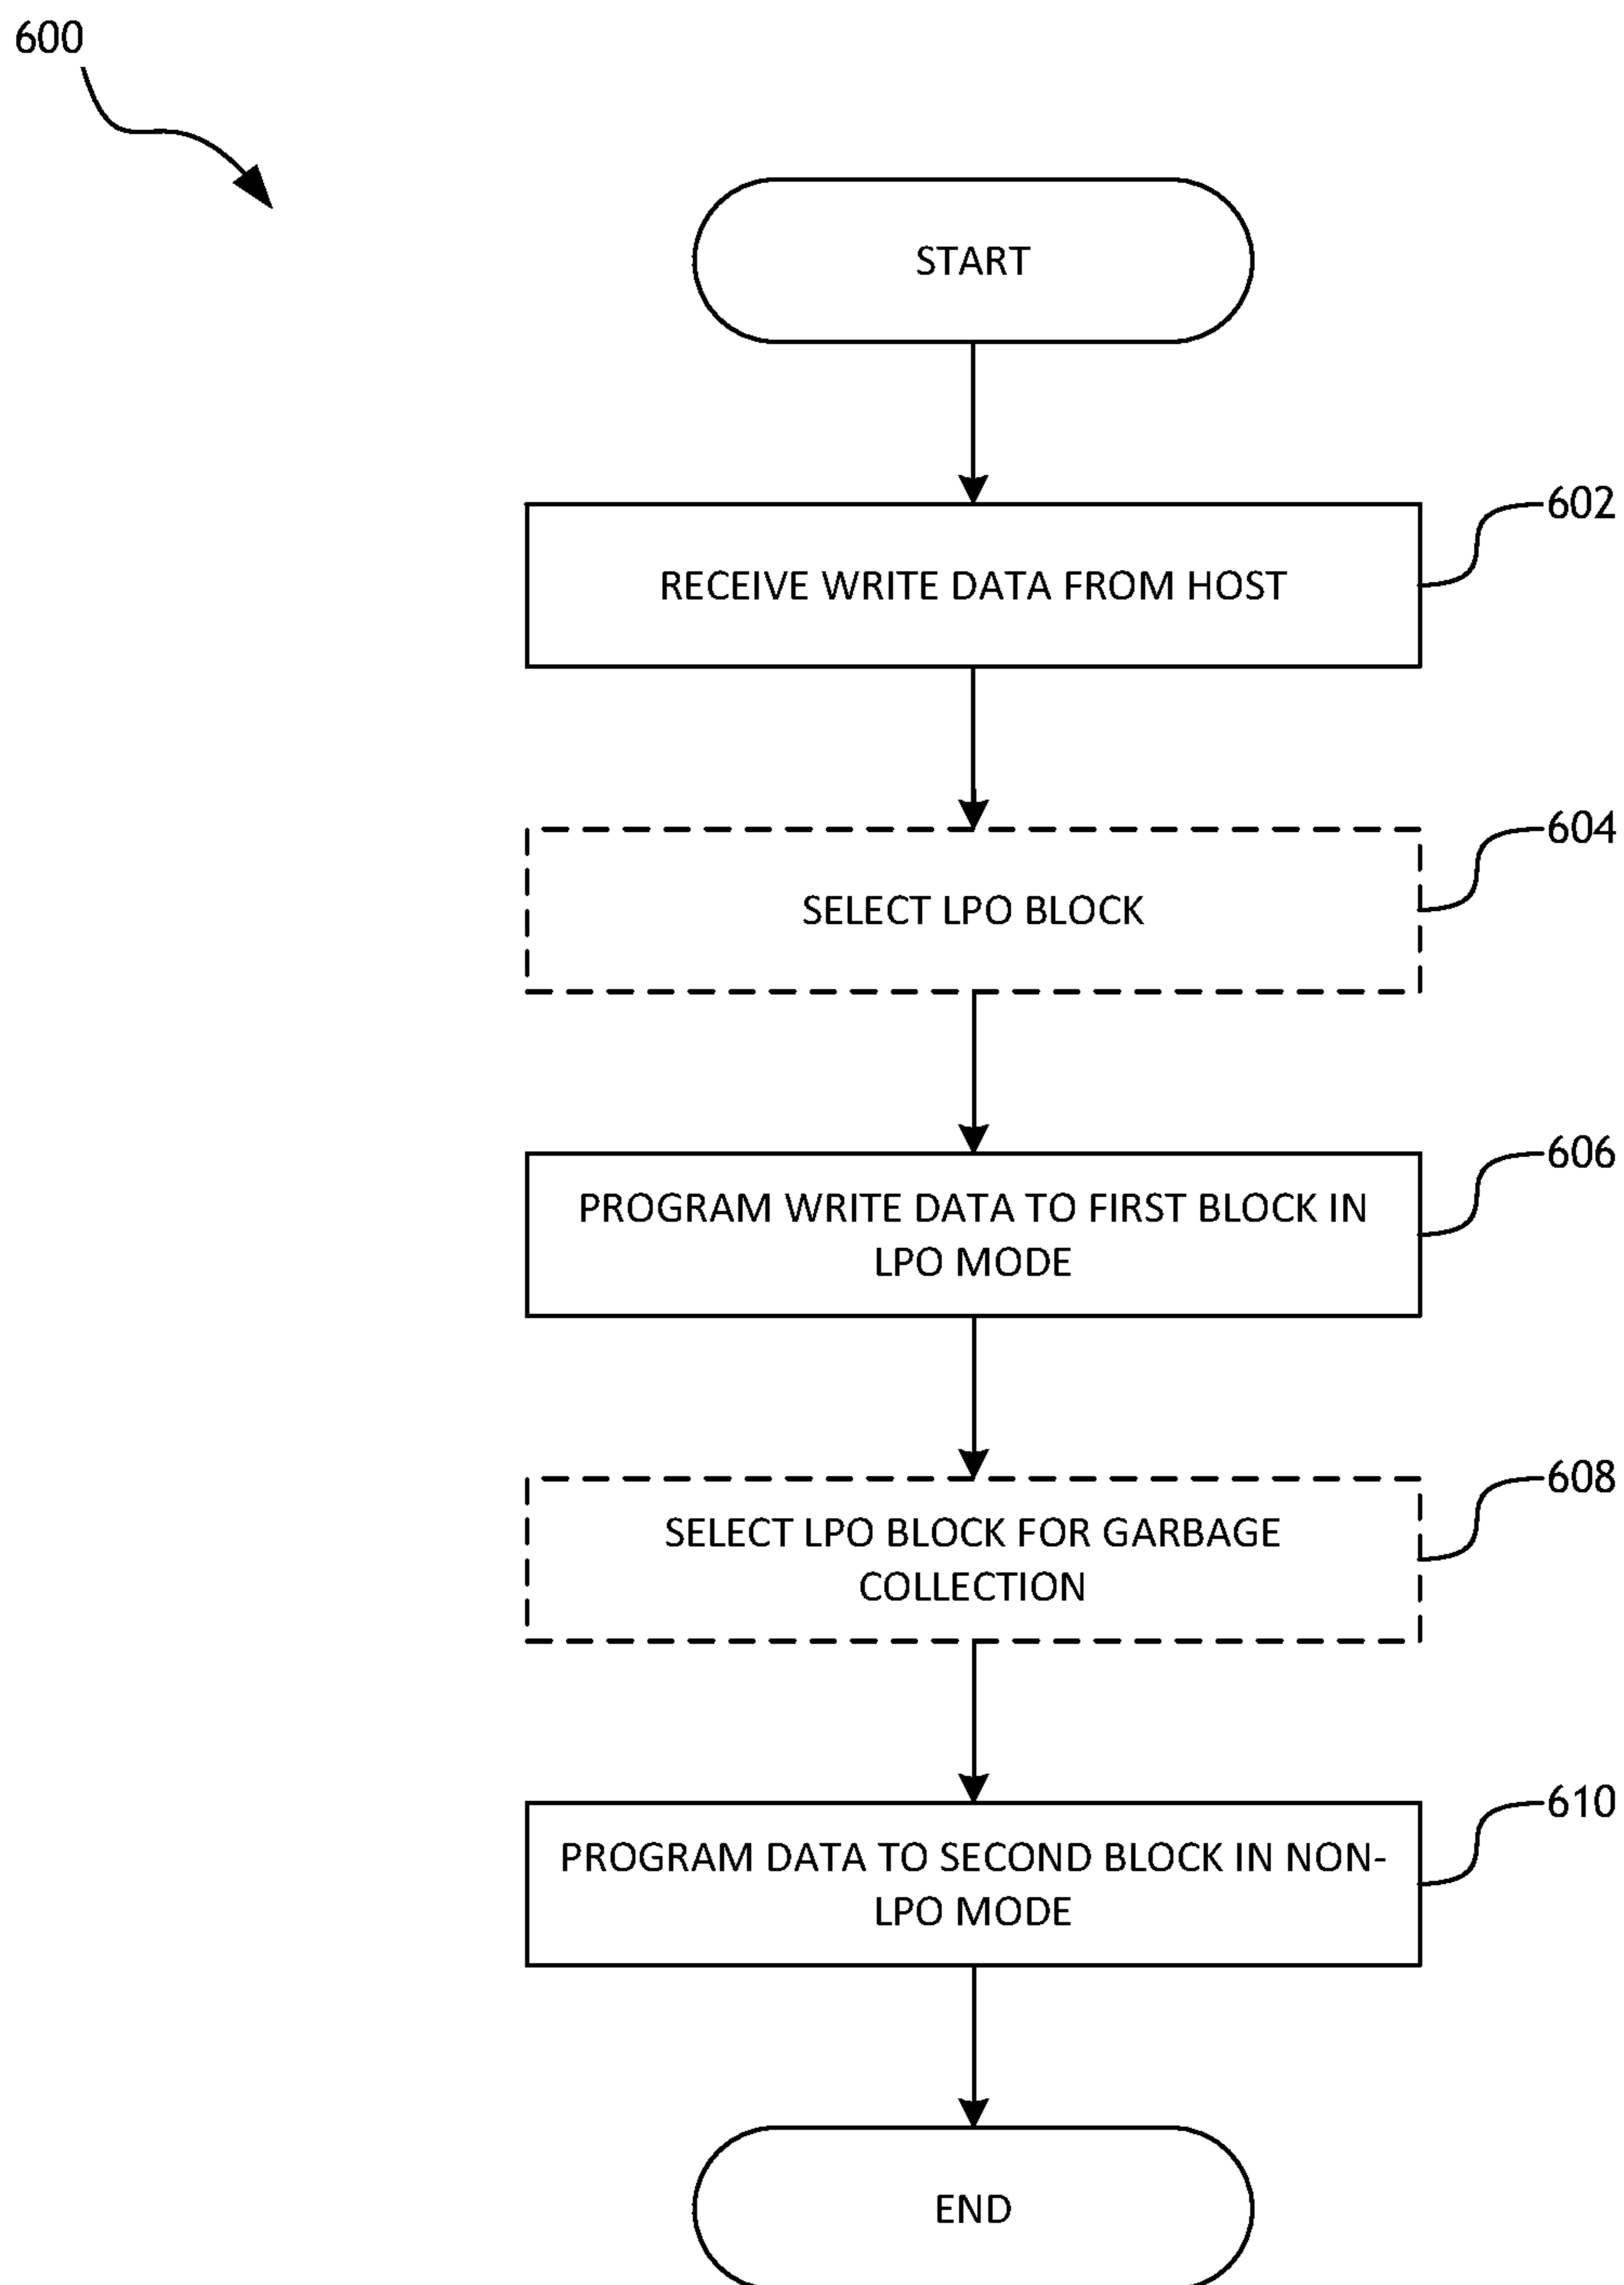 600
START
602
RECEIVE WRITE DATA FROM HOST
604
SELECT LPO BLOCK
606
PROGRAM WRITE DATA TO FIRST BLOCK IN
LPO MODE
608
SELECT LPO BLOCK FOR GARBAGE
COLLECTION
610
PROGRAM DATA TO SECOND BLOCK IN NON-
LPO MODE
END